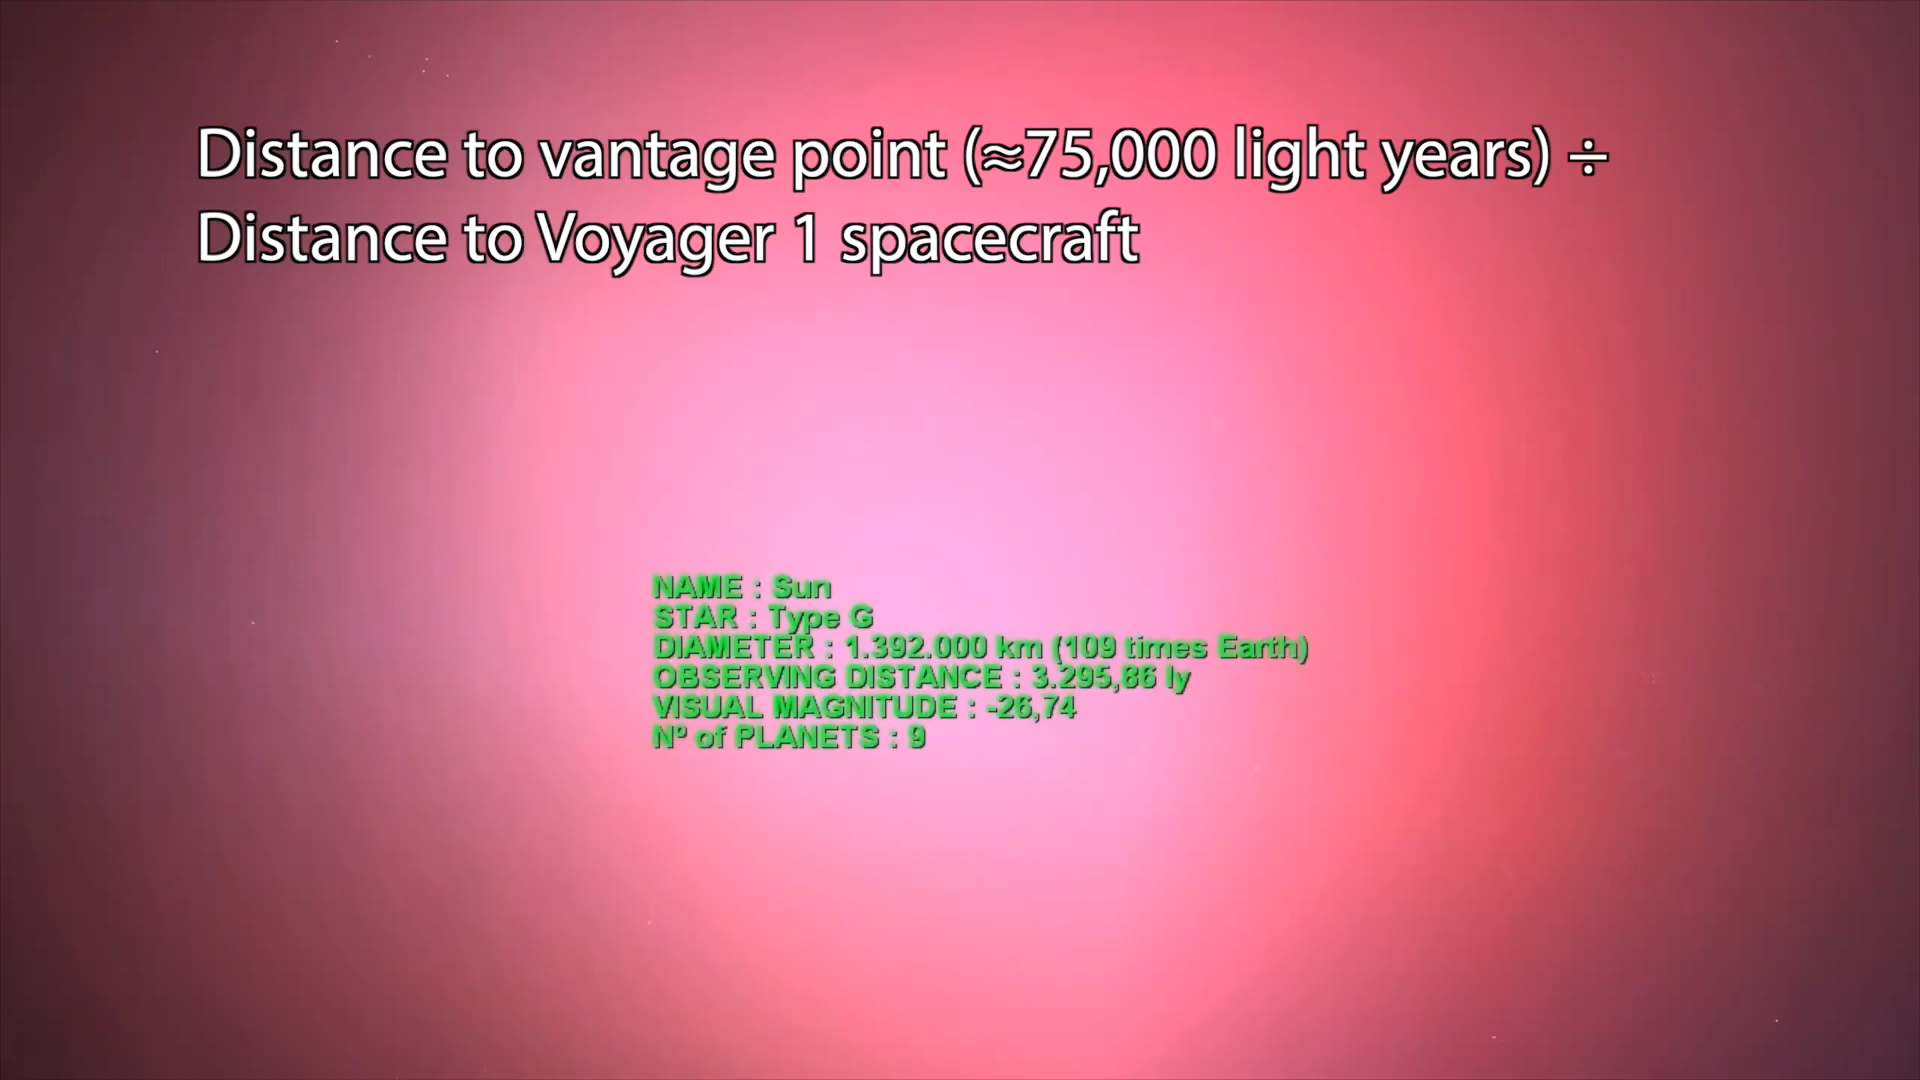 Distance to vantage point (≈75,000 light years) ÷
Distance to Voyager 1 spacecraft
NAME : Sun
STAR : Type G
DIAMETER : 1.392.000 km (109 times Earth)
OBSERVING DISTANCE : 3.295,86 ly
VISUAL MAGNITUDE : -26,74
Nº of PLANETS : 9